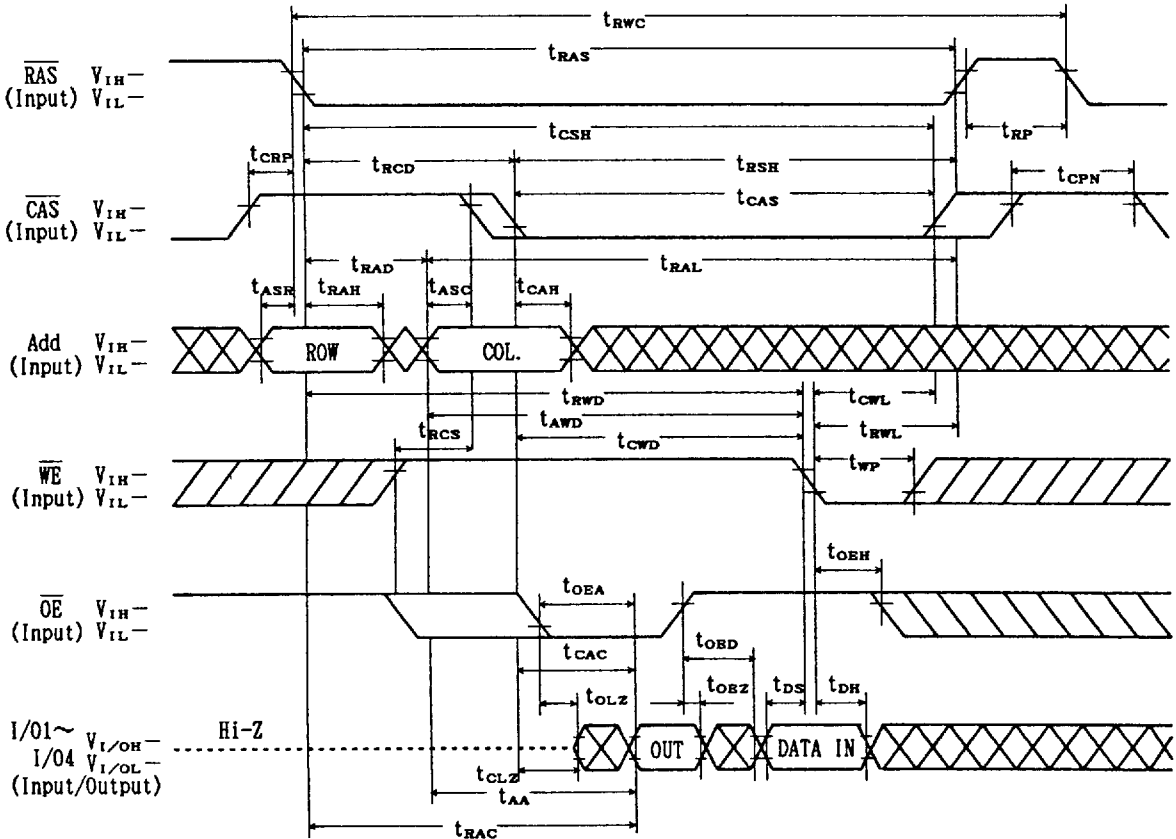 tRWC
tRAS
RAS VIH—
(Input) VIL—
tCSH
tRP
tCRP tRCD tRSH
tCPN
tCAS
CAS VIH—
(Input) VIL—
tRAD tRAL
tASR tRAH tASC tCAH
Add VIH—
(Input) VIL—
ROW COL.
tRWD tCWL
tAWD
tRCS tCWD tRWL
tWP
WE VIH—
(Input) VIL—
tOEH
tOEA
OE VIH—
(Input) VIL—
tCAC tOED
tOLZ tOEZ tDS tDH
I/O1~ VI/OH—
I/O4 VI/OL—
(Input/Output)
Hi-Z OUT DATA IN
tCLZ
tAA
tRAC